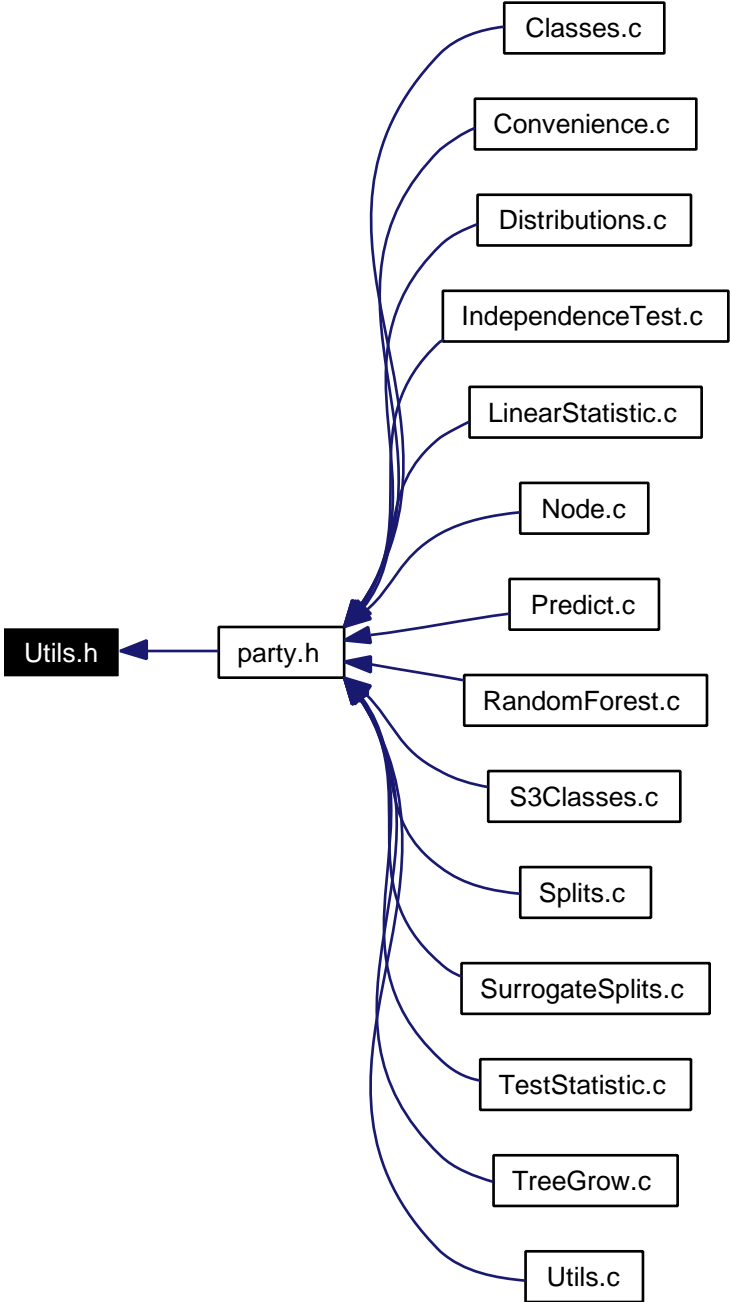 Classes.c
Convenience.c
Distributions.c
IndependenceTest.c
LinearStatistic.c
Node.c
Predict.c
Utils.h
party.h
RandomForest.c
S3Classes.c
Splits.c
SurrogateSplits.c
TestStatistic.c
TreeGrow.c
Utils.c